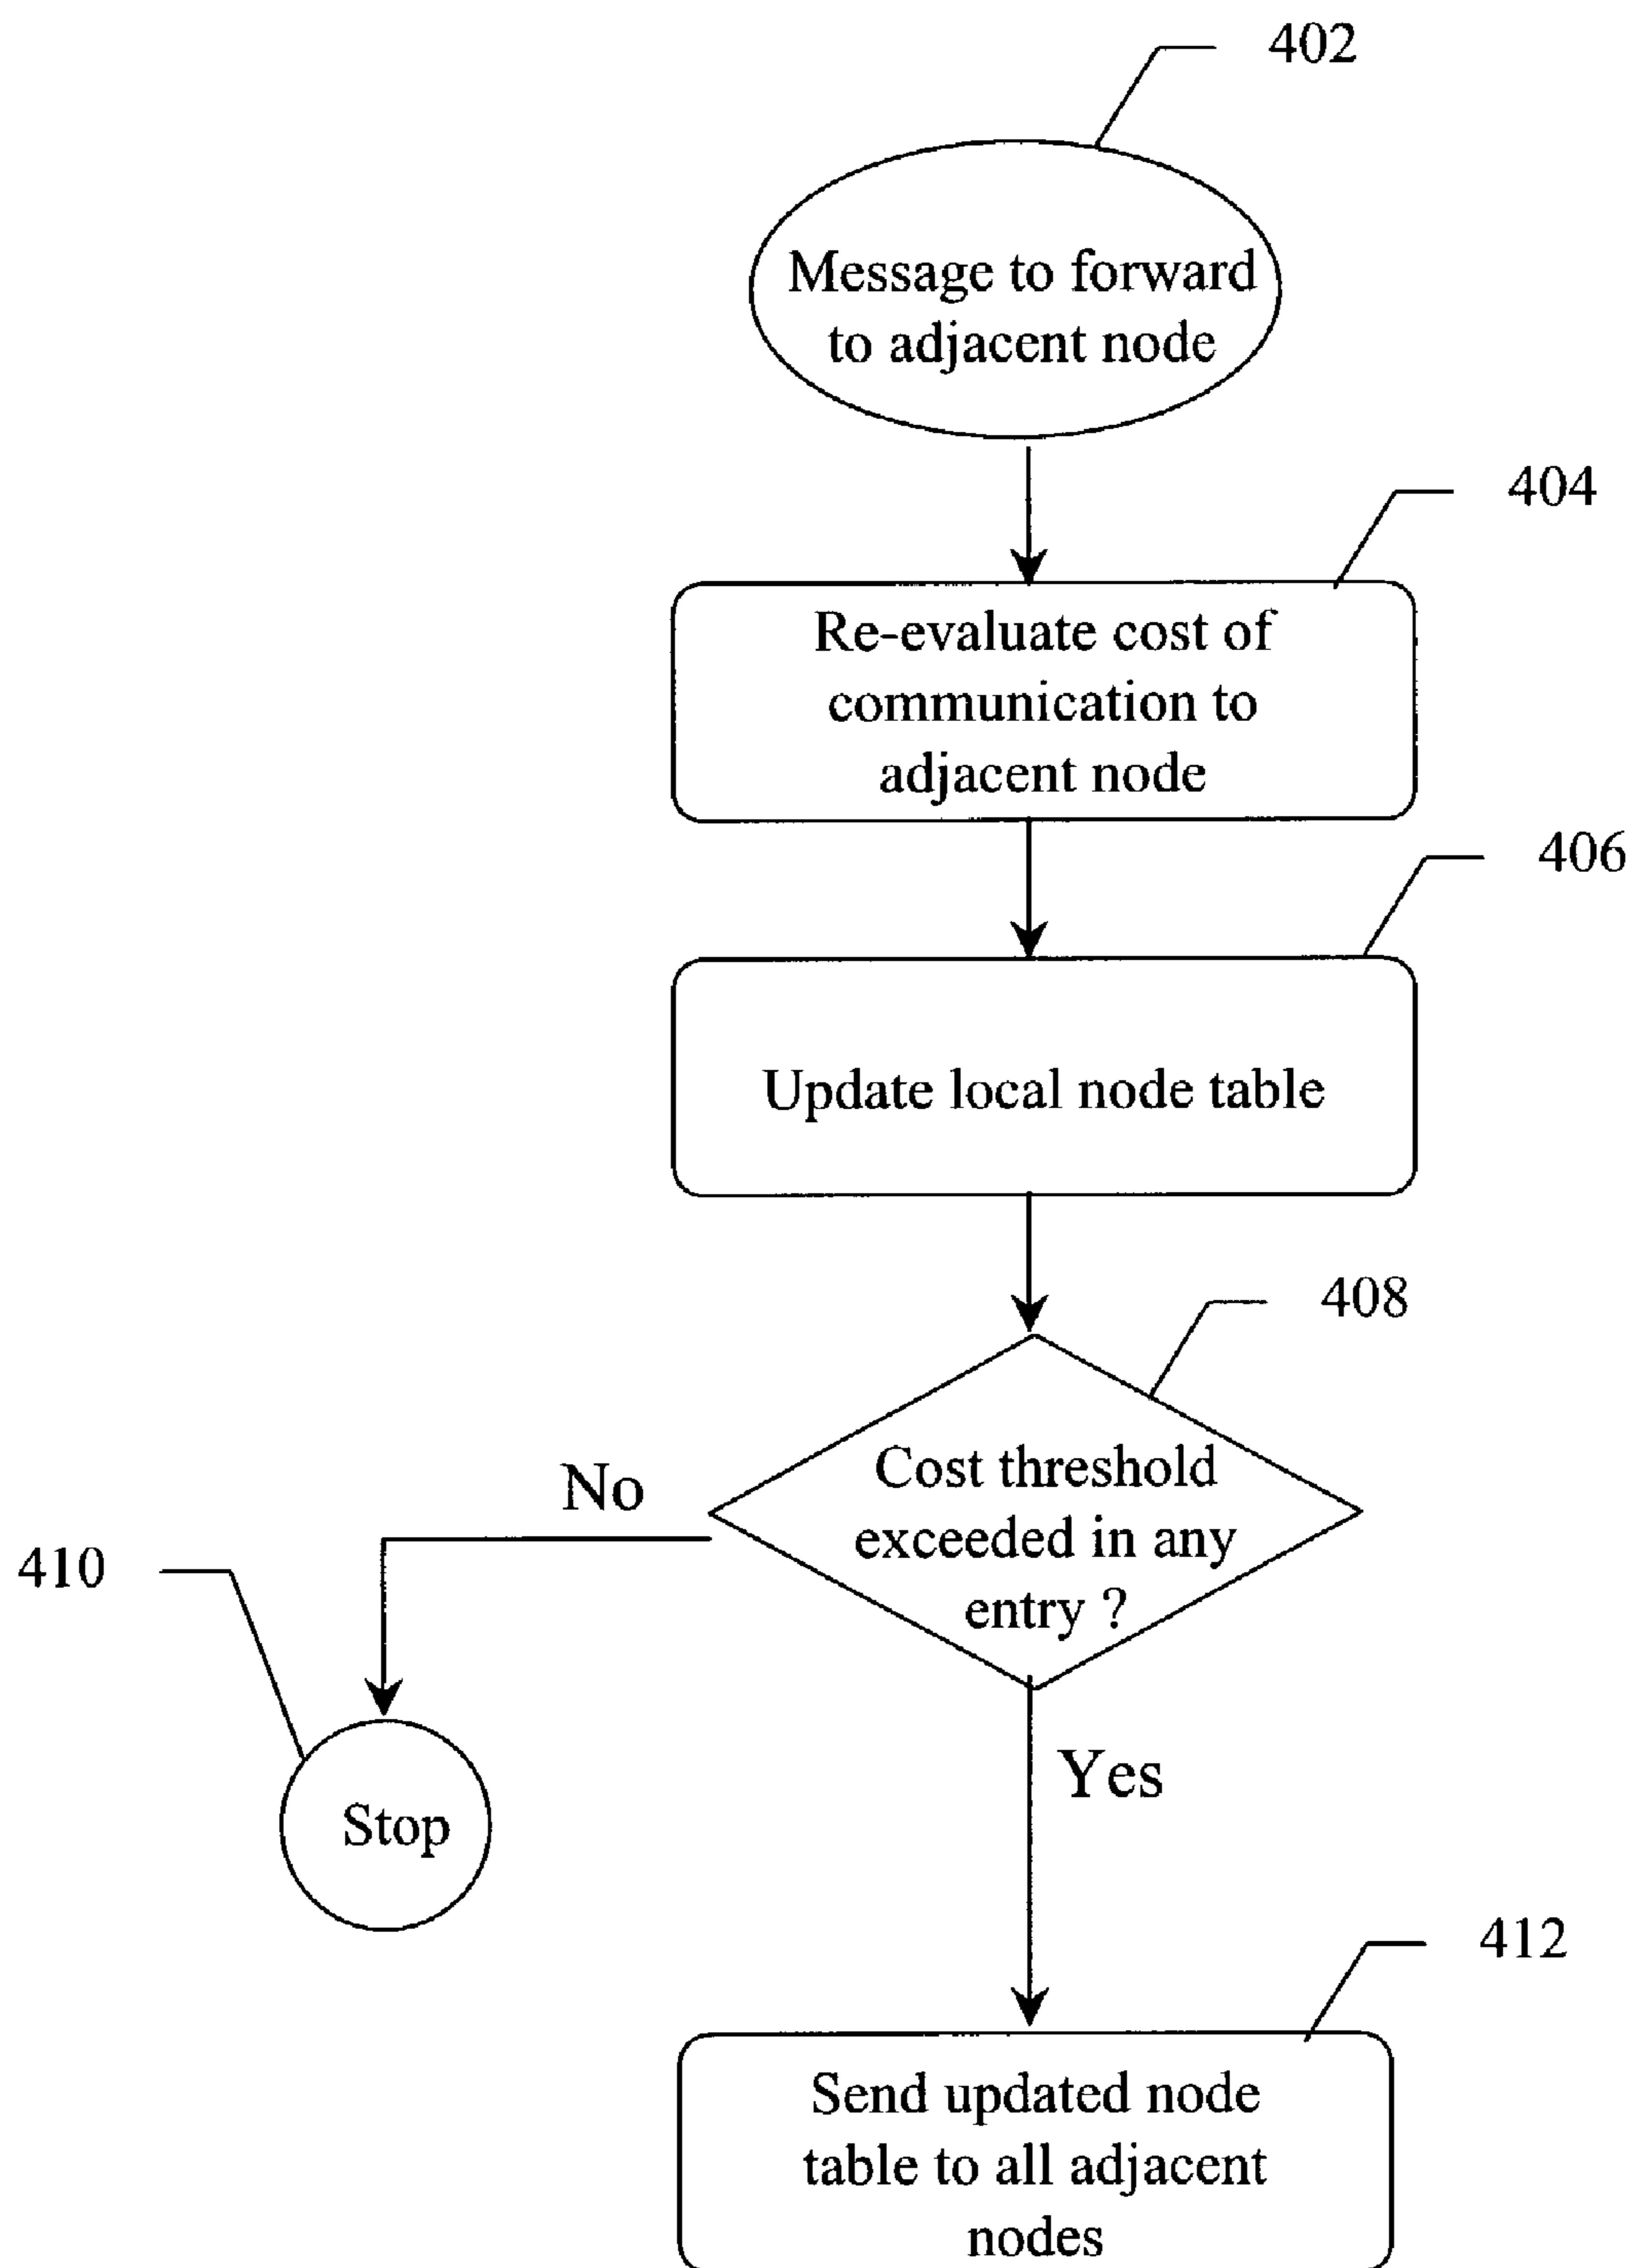 402
Message to forward
to adjacent node
404
Re-evaluate cost of
communication to
adjacent node
406
Update local node table
408
Cost threshold
exceeded in any
entry ?
No
410
Stop
Yes
412
Send updated node
table to all adjacent
nodes